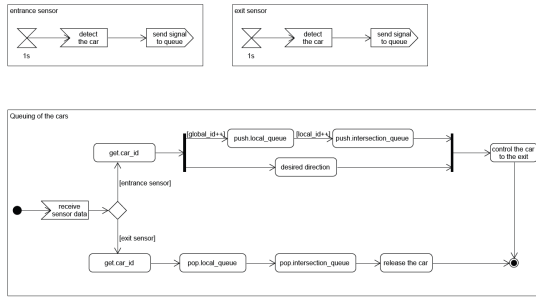 entrance sensor
detect
the car
send signal
to queue
1s
exit sensor
detect
the car
send signal
to queue
1s
Queuing of the cars
[global_id++]
push.local_queue
[local_id++]
push.intersection_queue
get.car_id
control the car
to the exit
desired direction
[entrance sensor]
receive
sensor data
[exit sensor]
get.car_id
pop.local_queue
pop.intersection_queue
release the car